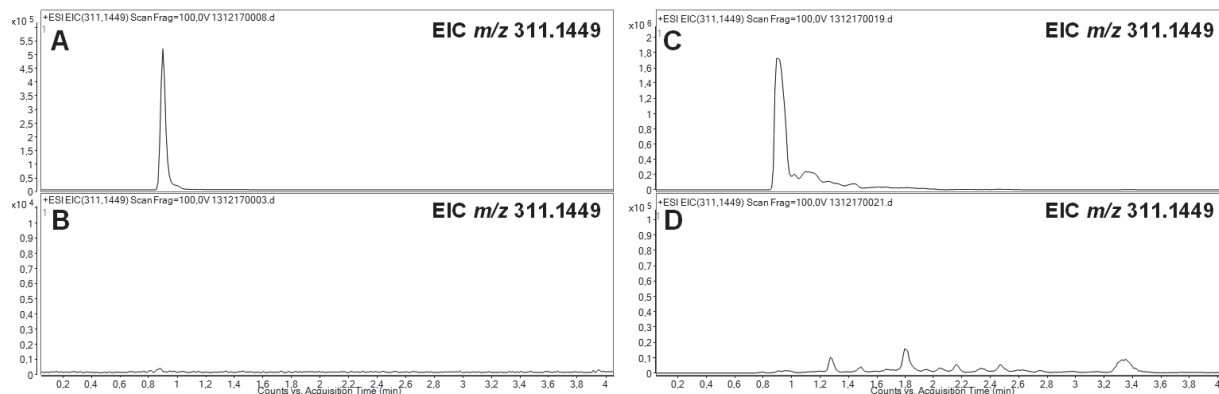 +ESI EIC(311,1449) Scan Frag=100,0V 1312170008.d
x10 5
1
A
EIC m/z 311.1449
5,5
5
4,5
4
3,5
3
2,5
2
1,5
1
0,5
0
+ESI EIC(311,1449) Scan Frag=100,0V 1312170003.d
x10 4
1
B
EIC m/z 311.1449
1
0,9
0,8
0,7
0,6
0,5
0,4
0,3
0,2
0,1
0
0,2 0,4 0,6 0,8 1 1,2 1,4 1,6 1,8 2 2,2 2,4 2,6 2,8 3 3,2 3,4 3,6 3,8 4
Counts vs. Acquisition Time (min)
+ESI EIC(311,1449) Scan Frag=100,0V 1312170019.d
x10 6
1
C
EIC m/z 311.1449
2
1,8
1,6
1,4
1,2
1
0,8
0,6
0,4
0,2
0
+ESI EIC(311,1449) Scan Frag=100,0V 1312170021.d
x10 5
1
D
EIC m/z 311.1449
1
0,9
0,8
0,7
0,6
0,5
0,4
0,3
0,2
0,1
0
0,2 0,4 0,6 0,8 1 1,2 1,4 1,6 1,8 2 2,2 2,4 2,6 2,8 3 3,2 3,4 3,6 3,8 4
Counts vs. Acquisition Time (min)